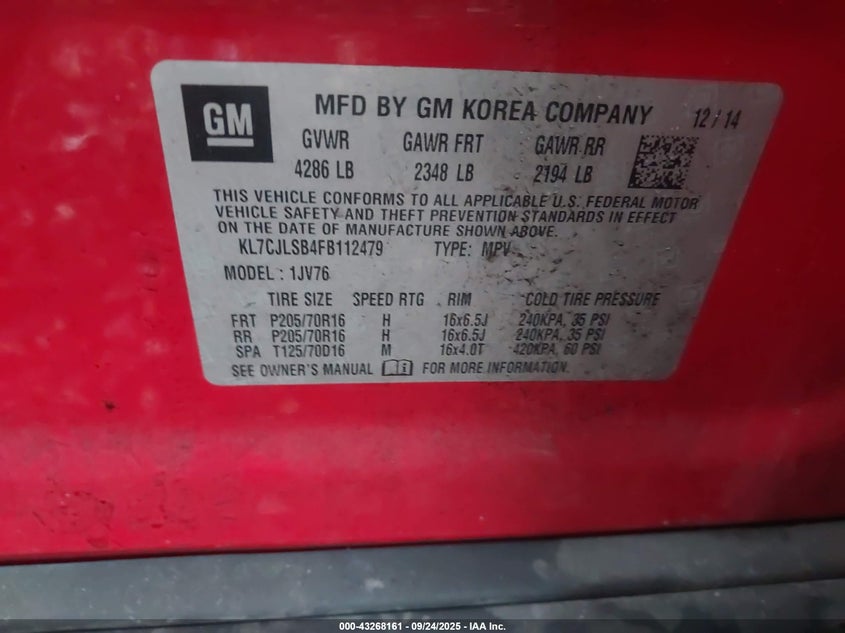 GM
MFD BY GM KOREA COMPANY 12/14
GVWR GAWR FRT GAWR RR
4286 LB 2348 LB 2194 LB
THIS VEHICLE CONFORMS TO ALL APPLICABLE U.S. FEDERAL MOTOR
VEHICLE SAFETY AND THEFT PREVENTION STANDARDS IN EFFECT
ON THE DATE OF MANUFACTURE SHOWN ABOVE.
KL7CJLSB4FB112479 TYPE: MPV
MODEL : 1JV76
TIRE SIZE SPEED RTG RIM COLD TIRE PRESSURE
FRT P205/70R16 H 16x6.5J 240KPA, 35 PSI
RR P205/70R16 H 16x6.5J 240KPA, 35 PSI
SPA T125/70D16 M 16x4.0T 420KPA, 60 PSI
SEE OWNER'S MANUAL FOR MORE INFORMATION.
000-43268161 - 09/24/2025 - IAA Inc.